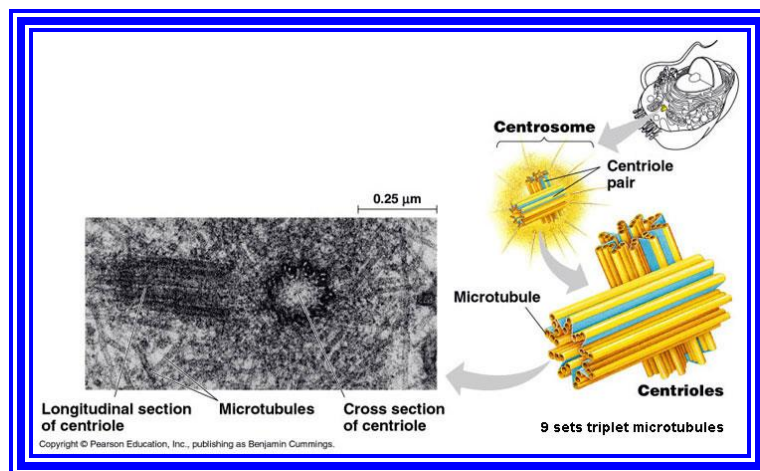 Centrosome
Centriole
pair
0.25 µm
Microtubule
Centrioles
Longitudinal section
of centriole
Microtubules
Cross section
of centriole
9 sets triplet microtubules
Copyright © Pearson Education, Inc., publishing as Benjamin Cummings.